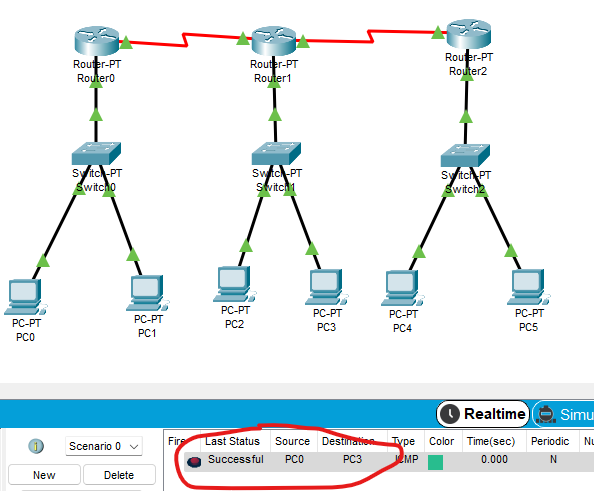 Router-PT
Router0
Router-PT
Router1
Router-PT
Router2
Switch-PT
Switch0
Switch-PT
Switch1
Switch-PT
Switch2
PC-PT
PC0
PC-PT
PC1
PC-PT
PC2
PC-PT
PC3
PC-PT
PC4
PC-PT
PC5
Realtime
Simu
Scenario 0
New
Delete
Fire Last Status Source Destination Type Color Time(sec) Periodic Nu
Successful PC0 PC3 ICMP 0.000 N